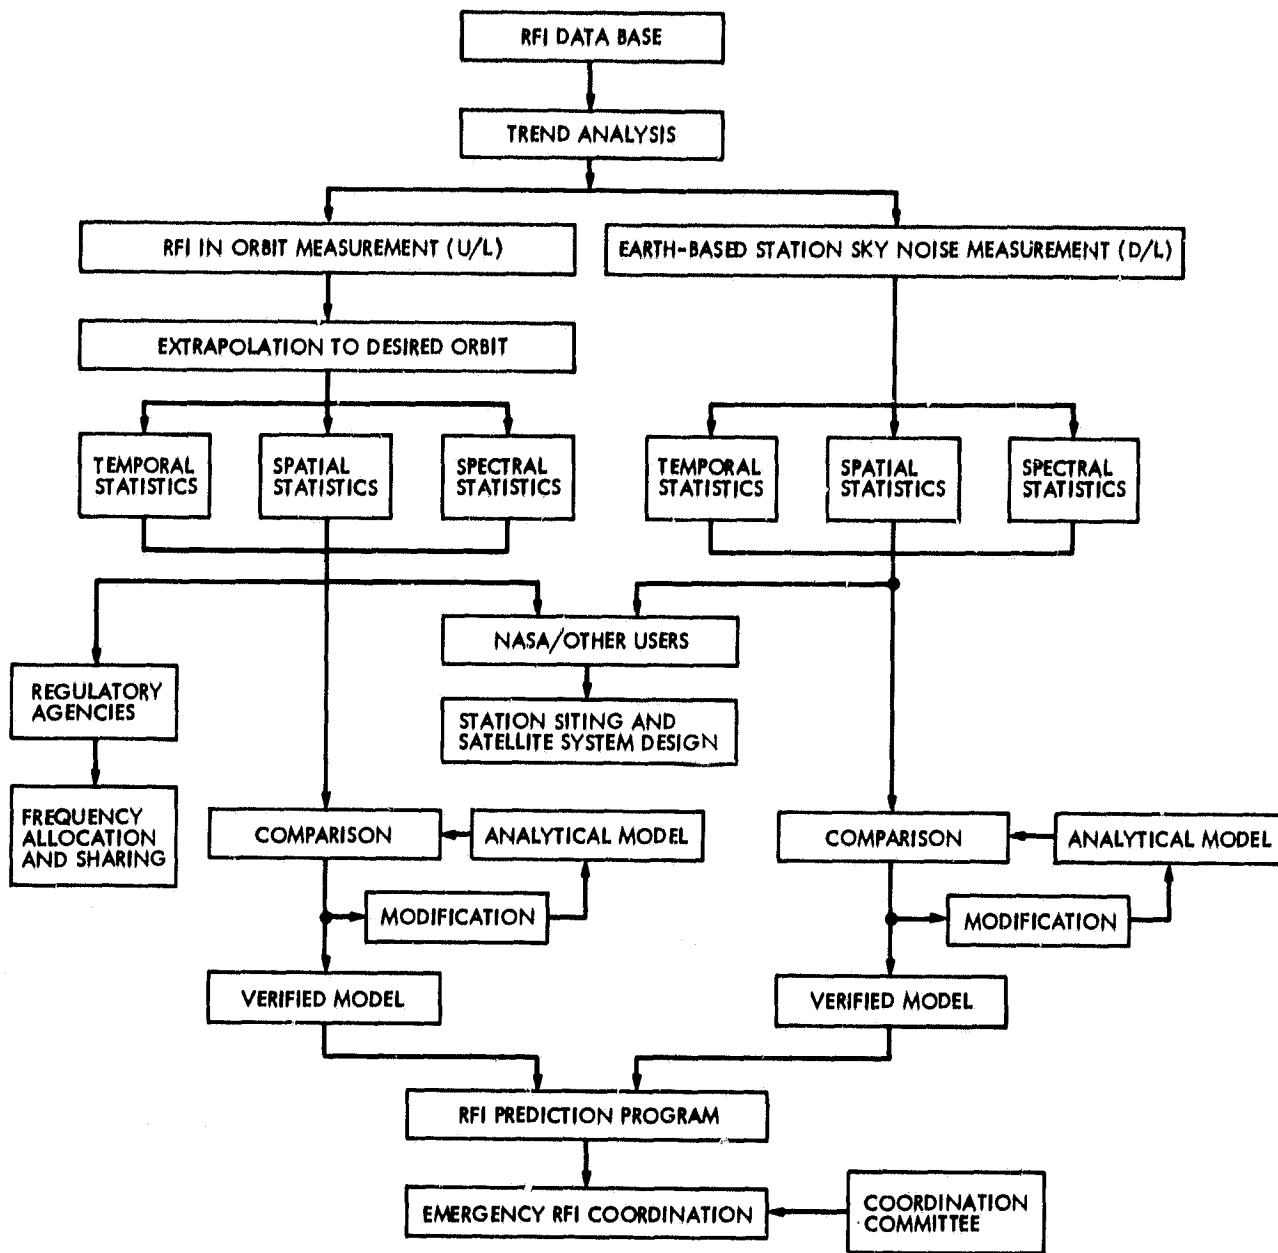 RFI DATA BASE
TREND ANALYSIS
RFI IN ORBIT MEASUREMENT (U/L)
EARTH-BASED STATION SKY NOISE MEASUREMENT (D/L)
EXTRAPOLATION TO DESIRED ORBIT
TEMPORAL
STATISTICS
SPATIAL
STATISTICS
SPECTRAL
STATISTICS
TEMPORAL
STATISTICS
SPATIAL
STATISTICS
SPECTRAL
STATISTICS
NASA/OTHER USERS
REGULATORY
AGENCIES
STATION SITING AND
SATELLITE SYSTEM DESIGN
FREQUENCY
ALLOCATION
AND SHARING
COMPARISON
ANALYTICAL MODEL
COMPARISON
ANALYTICAL MODEL
MODIFICATION
MODIFICATION
VERIFIED MODEL
VERIFIED MODEL
RFI PREDICTION PROGRAM
EMERGENCY RFI COORDINATION
COORDINATION
COMMITTEE